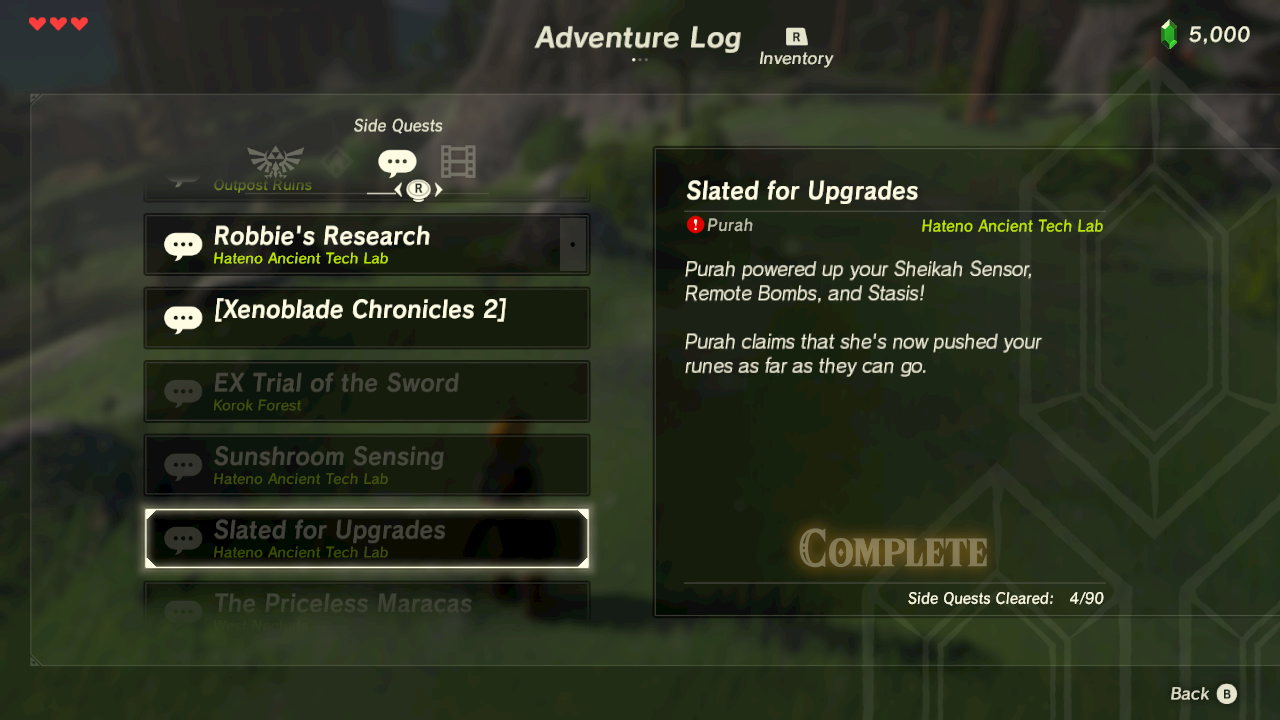 Adventure Log
R
Inventory
5,000
Side Quests
R
Outpost Ruins
Robbie's Research
Hateno Ancient Tech Lab
[Xenoblade Chronicles 2]
EX Trial of the Sword
Korok Forest
Sunshroom Sensing
Hateno Ancient Tech Lab
Slated for Upgrades
Hateno Ancient Tech Lab
The Priceless Maracas
Slated for Upgrades
! Purah
Hateno Ancient Tech Lab
Purah powered up your Sheikah Sensor,
Remote Bombs, and Stasis!
Purah claims that she's now pushed your
runes as far as they can go.
COMPLETE
Side Quests Cleared: 4/90
Back B